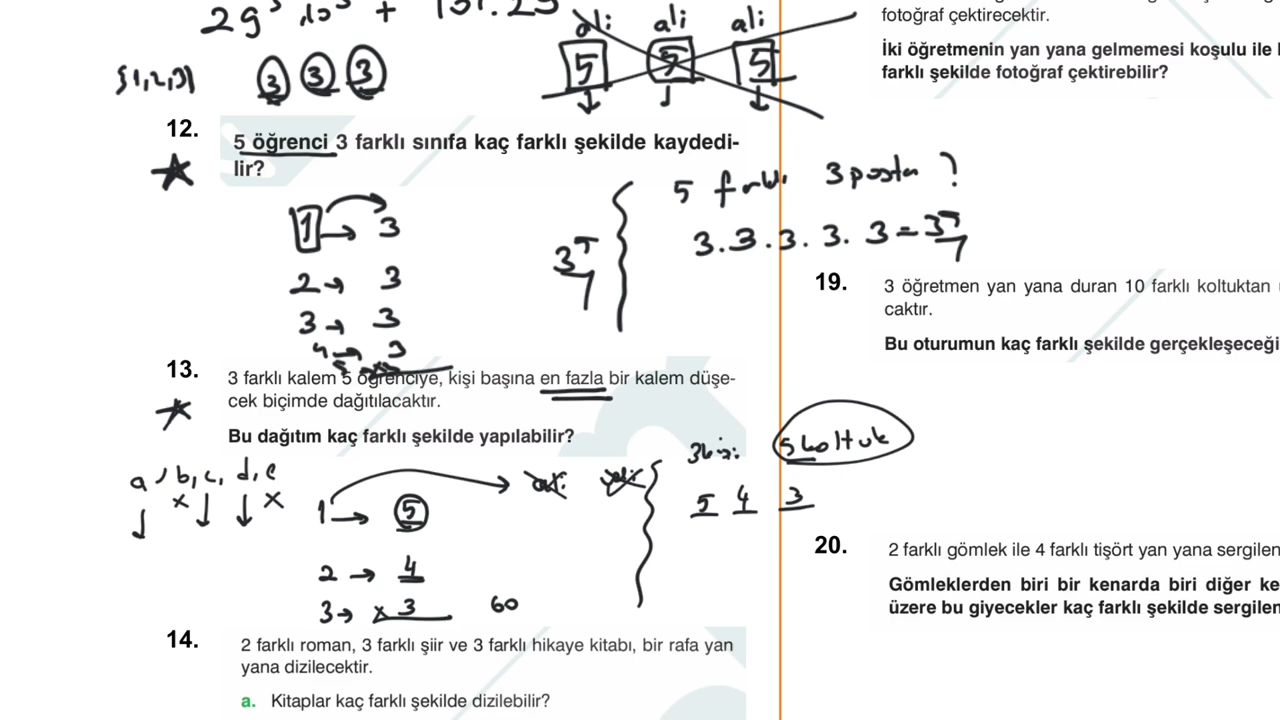 ali ali ali
5 5 5
{1,2,3} 3 3 3
12. 5 öğrenci 3 farklı sınıfa kaç farklı şekilde kaydedi-
lir?
1 → 3
2 → 3
3 → 3
4 → 3
3⁵
5 farklı 3 posta ?
3.3.3.3.3=3⁵
13. 3 farklı kalem 5 öğrenciye, kişi başına en fazla bir kalem düşe-
cek biçimde dağıtılacaktır.
Bu dağıtım kaç farklı şekilde yapılabilir?
a, b, c, d, e
1 → 5
2 → 4
3 → x 3 60
3 kişi 5 koltuk
5 4 3
14. 2 farklı roman, 3 farklı şiir ve 3 farklı hikaye kitabı, bir rafa yan
yana dizilecektir.
a. Kitaplar kaç farklı şekilde dizilebilir?
fotoğraf çektirecektir.
İki öğretmenin yan yana gelmemesi koşulu ile
farklı şekilde fotoğraf çektirebilir?
19. 3 öğretmen yan yana duran 10 farklı koltuktan
caktır.
Bu oturumun kaç farklı şekilde gerçekleşeceği
20. 2 farklı gömlek ile 4 farklı tişört yan yana sergilen
Gömleklerden biri bir kenarda biri diğer ke
üzere bu giyecekler kaç farklı şekilde sergilen